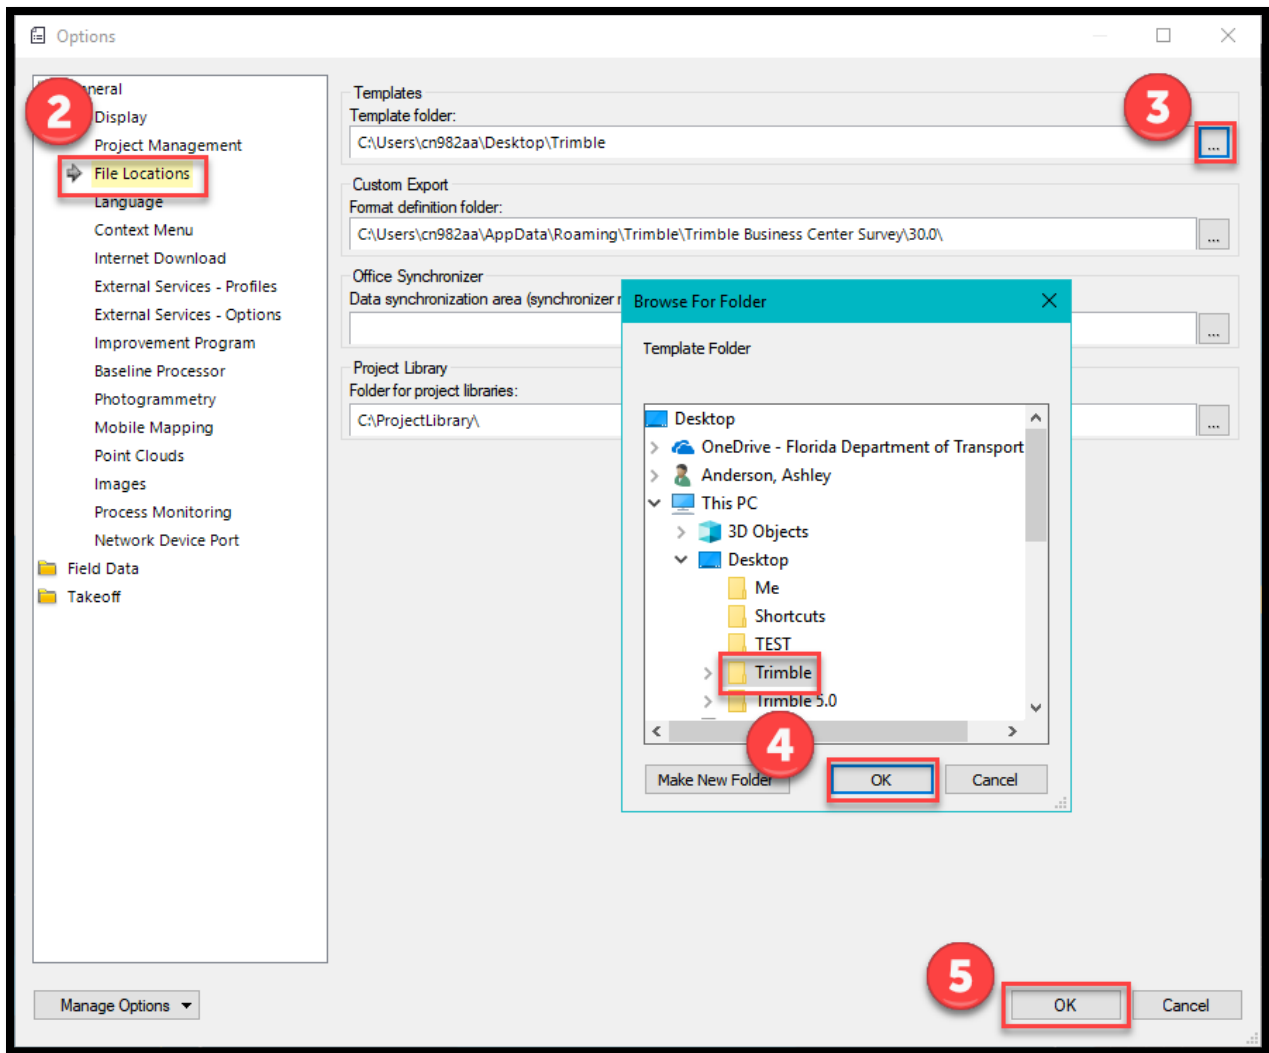 Options
neral
2
Display
Project Management
File Locations
Language
Context Menu
Internet Download
External Services - Profiles
External Services - Options
Improvement Program
Baseline Processor
Photogrammetry
Mobile Mapping
Point Clouds
Images
Process Monitoring
Network Device Port
Field Data
Takeoff
Templates
Template folder:
3
C:\Users\cn982aa\Desktop\Trimble
...
Custom Export
Format definition folder:
C:\Users\cn982aa\AppData\Roaming\Trimble\Trimble Business Center Survey\30.0\
...
Office Synchronizer
Data synchronization area (synchronizer r
...
Project Library
Folder for project libraries:
C:\ProjectLibrary\
...
Browse For Folder
Template Folder
Desktop
OneDrive - Florida Department of Transport
Anderson, Ashley
This PC
3D Objects
Desktop
Me
Shortcuts
TEST
Trimble
Trimble 5.0
4
Make New Folder
OK
Cancel
5
Manage Options
OK
Cancel